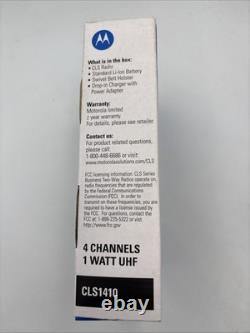 What is in the box:
• CLS Radio
• Standard Li-Ion Battery
• Swivel Belt Holster
• Drop-in Charger with
Power Adapter
Warranty:
Motorola limited
2 year warranty
For details, please see retailer
Contact us:
For product related questions,
please contact:
1-800-448-6686 or visit
www.motorolasolutions.com/CLS
FCC licensing information: CLS Series
Business Two-Way Radios operate on
radio frequencies that are regulated
by the Federal Communications
Commission (FCC). In order to transmit
on these frequencies, you are
required to have a license issued by
the FCC. For questions, contact the
FCC at 1-888-225-5322 or visit
http://www.fcc.gov
4 CHANNELS
1 WATT UHF
CLS1410